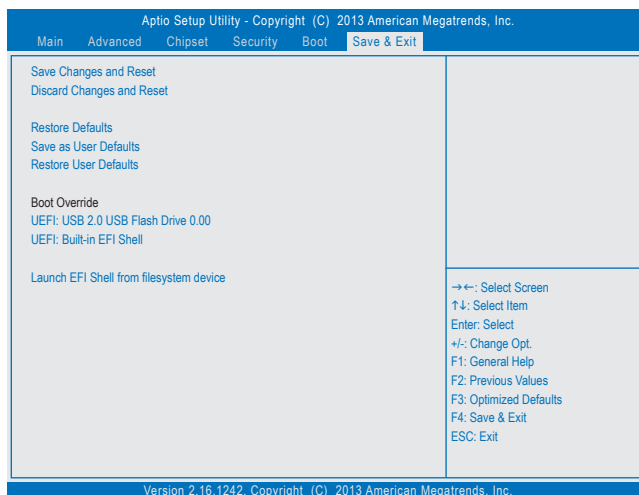 Aptio Setup Utility - Copyright (C) 2013 American Megatrends, Inc.
Main Advanced Chipset Security Boot Save & Exit
Save Changes and Reset
Discard Changes and Reset
Restore Defaults
Save as User Defaults
Restore User Defaults
Boot Override
UEFI: USB 2.0 USB Flash Drive 0.00
UEFI: Built-in EFI Shell
Launch EFI Shell from filesystem device
→←: Select Screen
↑↓: Select Item
Enter: Select
+/-: Change Opt.
F1: General Help
F2: Previous Values
F3: Optimized Defaults
F4: Save & Exit
ESC: Exit
Version 2.16.1242. Copyright (C) 2013 American Megatrends, Inc.